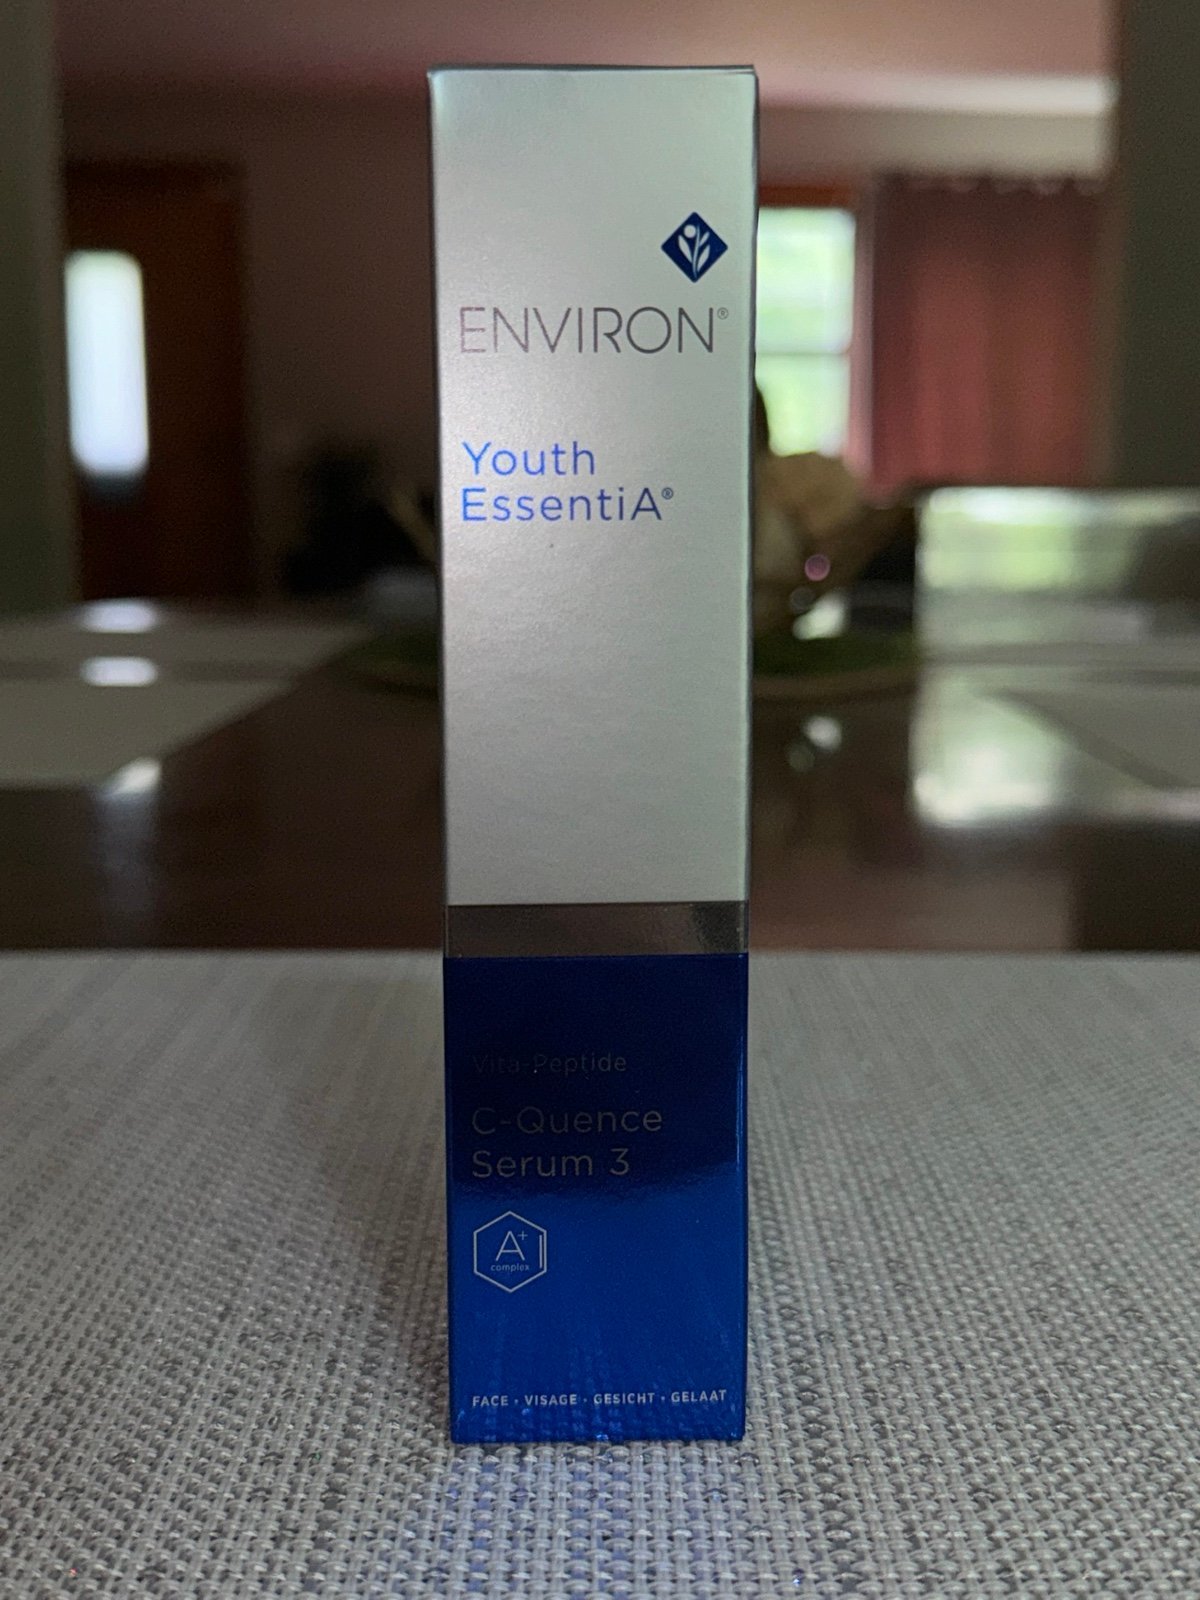 ENVIRON®
Youth
EssentiA®
Vita-Peptide
C-Quence
Serum 3
A+
complex
FACE • VISAGE • GESICHT • GELAAT